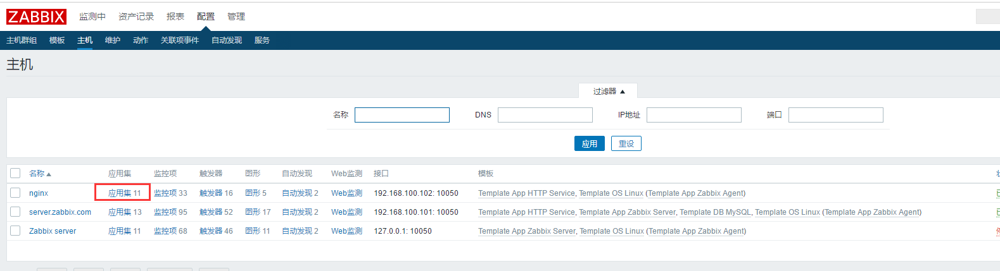 ZABBIX 监测中 资产记录 报表 配置 管理
主机群组 模板 主机 维护 动作 关联项事件 自动发现 服务
主机
过滤器 ▲
名称 DNS IP地址 端口
应用 重设
名称 ▲ 应用集 监控项 触发器 图形 自动发现 Web监测 接口 模板
nginx 应用集 11 监控项 33 触发器 16 图形 5 自动发现 2 Web监测 192.168.100.102: 10050 Template App HTTP Service, Template OS Linux (Template App Zabbix Agent)
server.zabbix.com 应用集 13 监控项 95 触发器 52 图形 17 自动发现 2 Web监测 192.168.100.101: 10050 Template App HTTP Service, Template App Zabbix Server, Template DB MySQL, Template OS Linux (Template App Zabbix Agent)
Zabbix server 应用集 11 监控项 68 触发器 46 图形 11 自动发现 2 Web监测 127.0.0.1: 10050 Template App Zabbix Server, Template OS Linux (Template App Zabbix Agent)